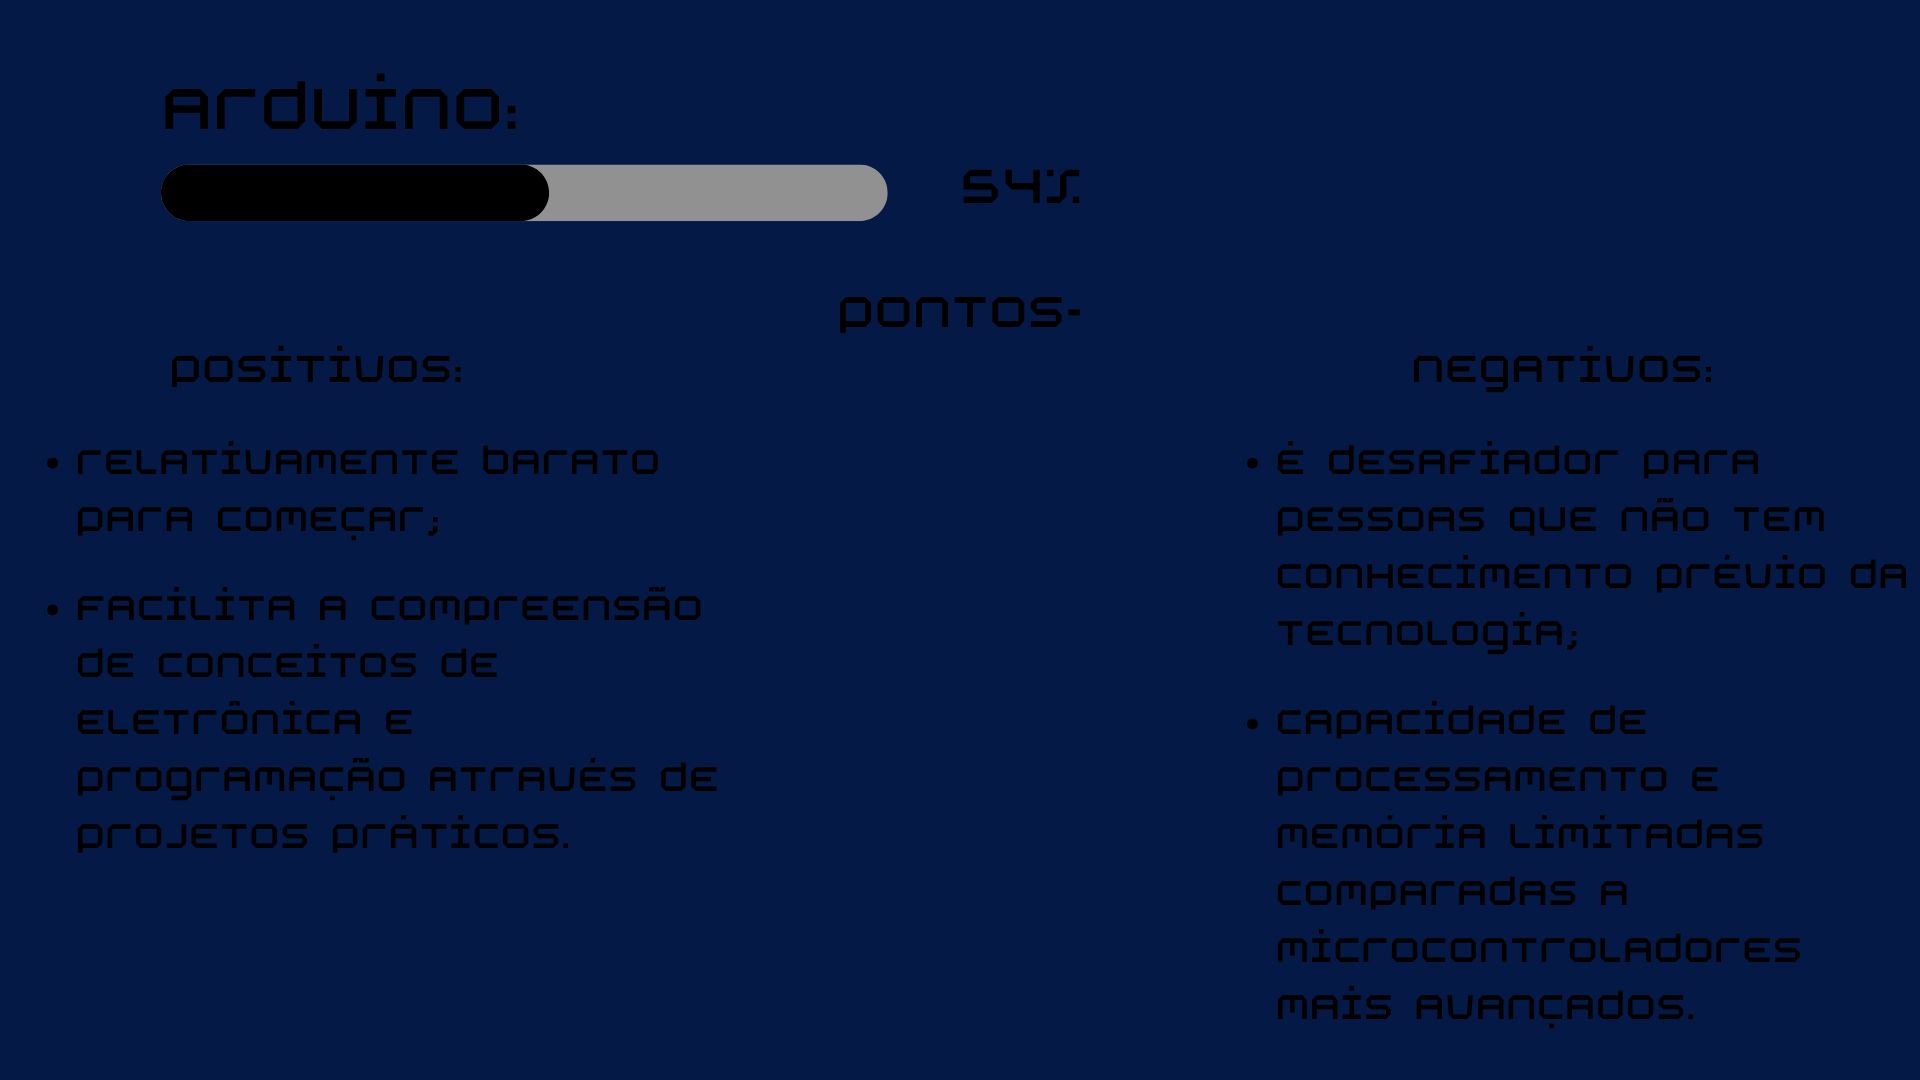 Arduino:
54%
Pontos-
Positivos:
Relativamente barato
para começar;
Facilita a compreensão
de conceitos de
eletrônica e
programação através de
projetos práticos.
Negativos:
É desafiador para
pessoas que não tem
conhecimento prévio da
tecnologia;
Capacidade de
processamento e
memória limitadas
comparadas a
microcontroladores
mais avançados.